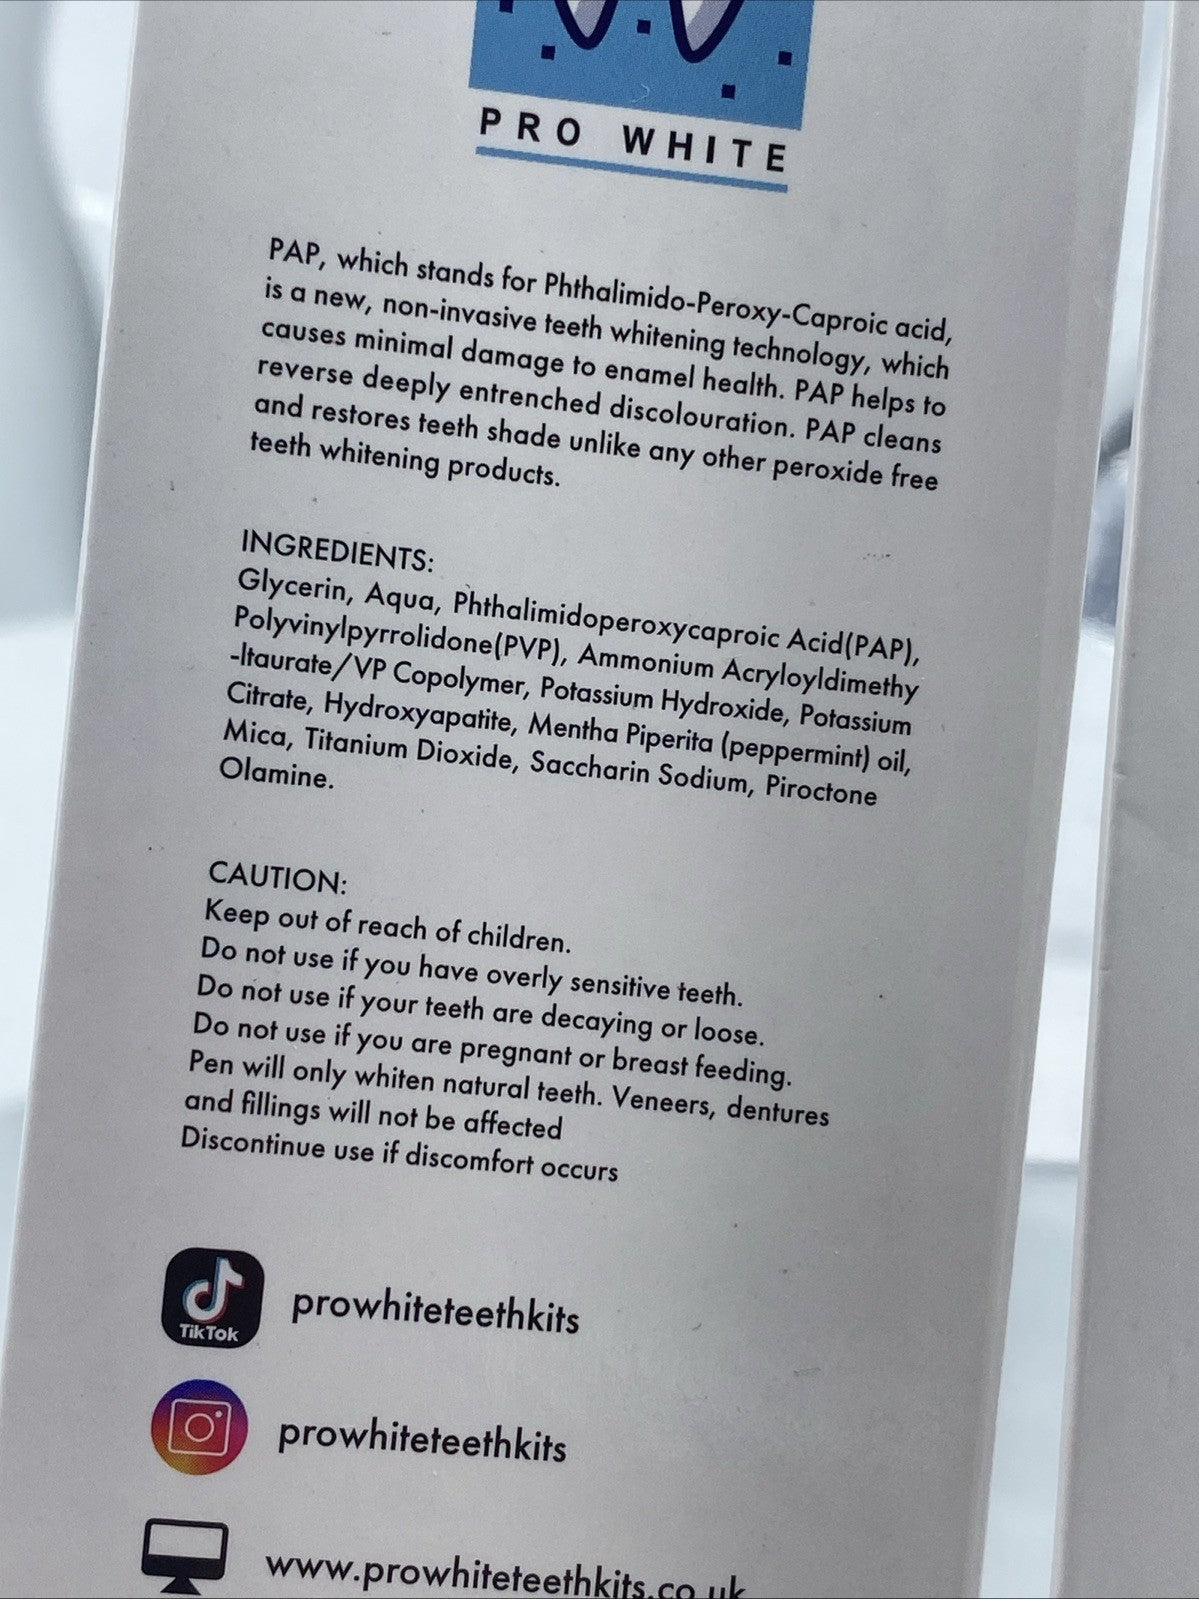 PRO WHITE
PAP, which stands for Phthalimido-Peroxy-Caproic acid,
is a new, non-invasive teeth whitening technology, which
causes minimal damage to enamel health. PAP helps to
reverse deeply entrenched discolouration. PAP cleans
and restores teeth shade unlike any other peroxide free
teeth whitening products.
INGREDIENTS:
Glycerin, Aqua, Phthalimidoperoxycaproic Acid(PAP),
Polyvinylpyrrolidone(PVP), Ammonium Acryloyldimethy
-ltaurate/VP Copolymer, Potassium Hydroxide, Potassium
Citrate, Hydroxyapatite, Mentha Piperita (peppermint) oil,
Mica, Titanium Dioxide, Saccharin Sodium, Piroctone
Olamine.
CAUTION:
Keep out of reach of children.
Do not use if you have overly sensitive teeth.
Do not use if your teeth are decaying or loose.
Do not use if you are pregnant or breast feeding.
Pen will only whiten natural teeth. Veneers, dentures
and fillings will not be affected
Discontinue use if discomfort occurs
TikTok
prowhiteteethkits
prowhiteteethkits
www.prowhiteteethkits.co.uk